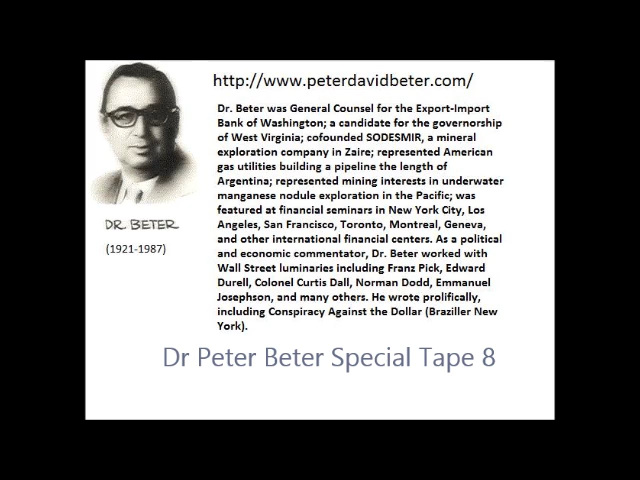 http://www.peterdavidbeter.com/
Dr. Beter was General Counsel for the Export-Import
Bank of Washington; a candidate for the governorship
of West Virginia; cofounded SODESMIR, a mineral
exploration company in Zaire; represented American
gas utilities building a pipeline the length of
Argentina; represented mining interests in underwater
manganese nodule exploration in the Pacific; was
featured at financial seminars in New York City, Los
Angeles, San Francisco, Toronto, Montreal, Geneva,
and other international financial centers. As a political
and economic commentator, Dr. Beter worked with
Wall Street luminaries including Franz Pick, Edward
Durell, Colonel Curtis Dall, Norman Dodd, Emmanuel
Josephson, and many others. He wrote prolifically,
including Conspiracy Against the Dollar (Braziller New
York).
DR. BETER
(1921-1987)
Dr Peter Beter Special Tape 8